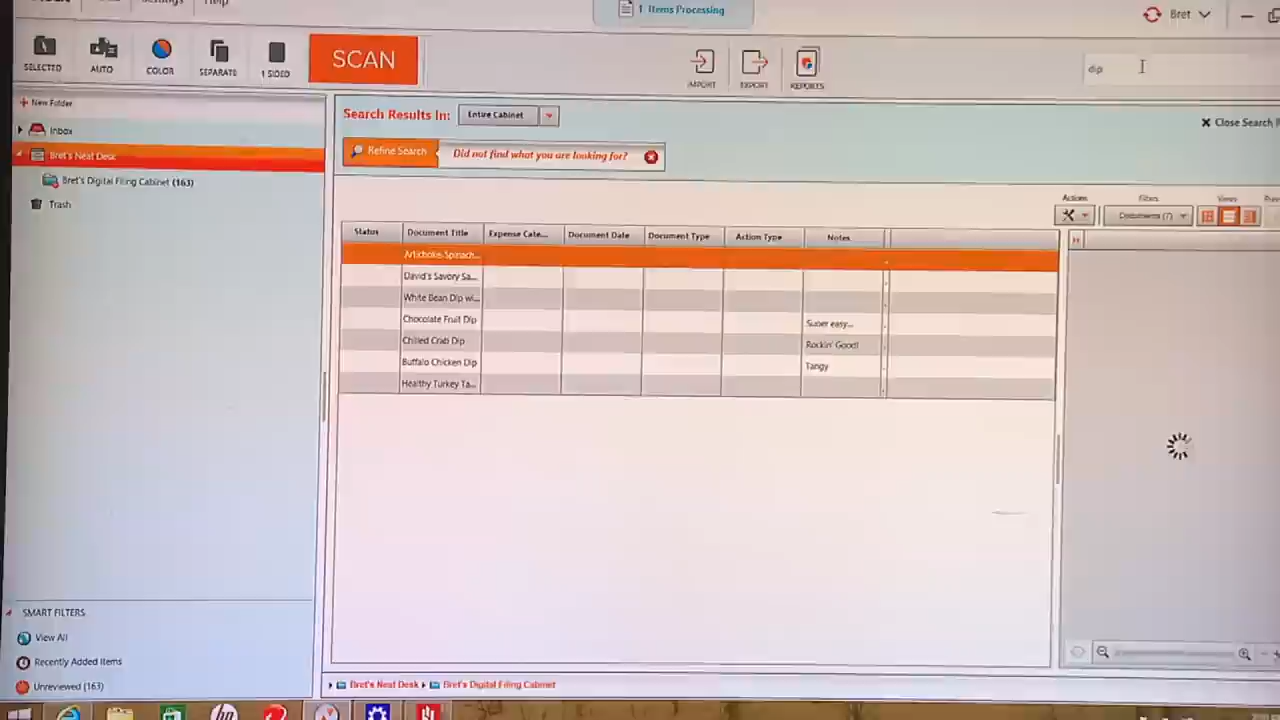 Help
1 Items Processing
Bret
SELECTED
AUTO
COLOR
SEPARATE
1 SIDED
SCAN
IMPORT
EXPORT
REPORTS
dip
New Folder
Inbox
Bret's Neat Desk
Bret's Digital Filing Cabinet (163)
Trash
Search Results In:
Entire Cabinet
Close Search
Refine Search
Did not find what you are looking for?
Actions
Filters
Views
Documents (7)
Status
Document Title
Expense Cate...
Document Date
Document Type
Action Type
Notes
Artichoke-Spinach...
David's Savory Sa...
White Bean Dip wi...
Chocolate Fruit Dip
Super easy...
Chilled Crab Dip
Rockin' Good!
Buffalo Chicken Dip
Tangy
Healthy Turkey Ta...
SMART FILTERS
View All
Recently Added Items
Unreviewed (163)
Bret's Neat Desk
Bret's Digital Filing Cabinet
hp